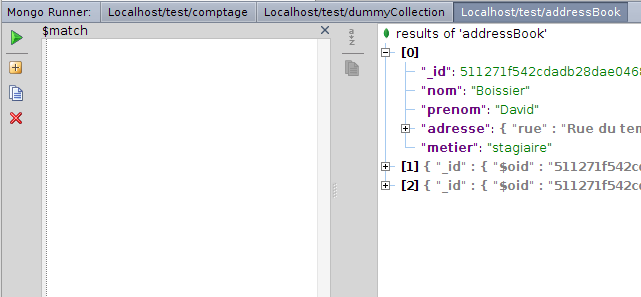 Mongo Runner: Localhost/test/comptage Localhost/test/dummyCollection Localhost/test/addressBook
$match
results of 'addressBook'
[0]
"_id": 511271f542cdadb28dae046
"nom": "Boissier"
"prenom": "David"
"adresse": { "rue" : "Rue du
"metier": "stagiaire"
[1] { "_id" : { "$oid" : "511271f542c
[2] { "_id" : { "$oid" : "511271f542c